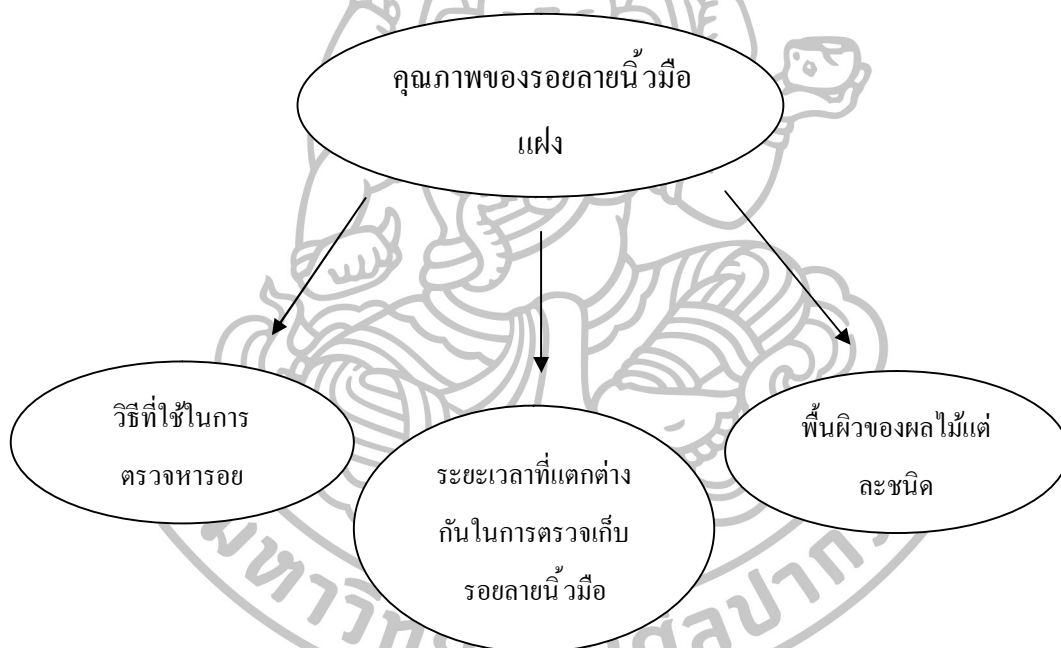 คุณภาพของรอยลายนิ้วมือ
แฝง
วิธีที่ใช้ในการ
ตรวจหารอย
ระยะเวลาที่แตกต่าง
กันในการตรวจเก็บ
รอยลายนิ้วมือ
พื้นผิวของผลไม้แต่
ละชนิด